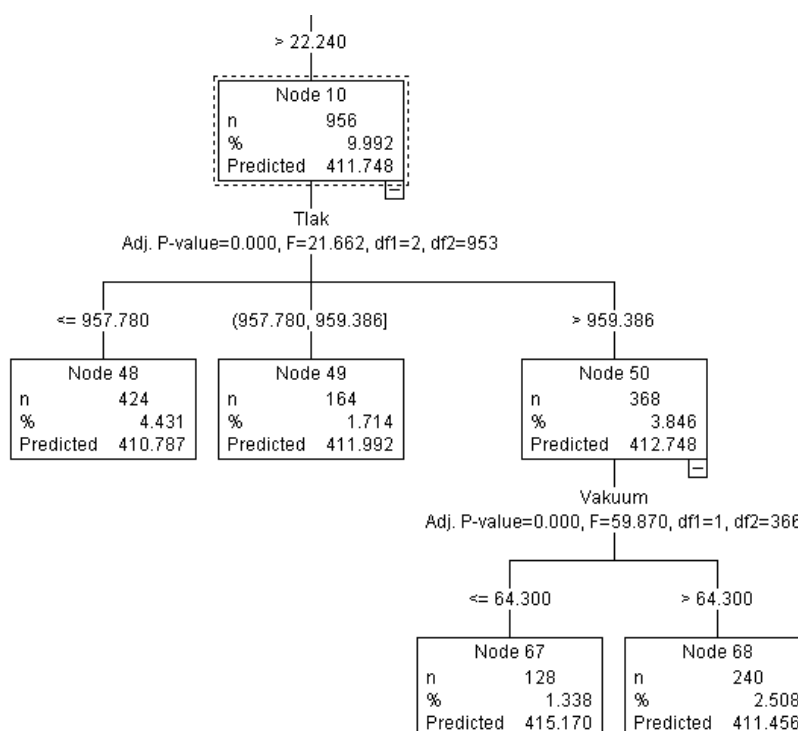 > 22.240
Node 10
n 956
% 9.992
Predicted 411.748
Tlak
Adj. P-value=0.000, F=21.662, df1=2, df2=953
<= 957.780 (957.780, 959.386] > 959.386
Node 48
n 424
% 4.431
Predicted 410.787
Node 49
n 164
% 1.714
Predicted 411.992
Node 50
n 368
% 3.846
Predicted 412.748
Vakuum
Adj. P-value=0.000, F=59.870, df1=1, df2=366
<= 64.300 > 64.300
Node 67
n 128
% 1.338
Predicted 415.170
Node 68
n 240
% 2.508
Predicted 411.456